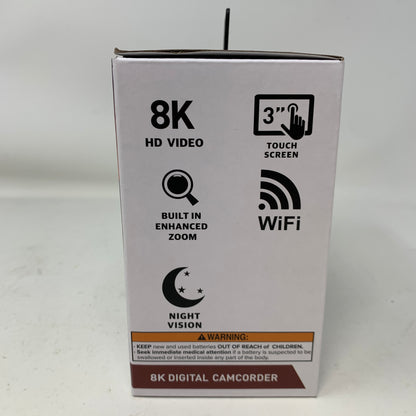 8K
HD VIDEO
3"
TOUCH
SCREEN
BUILT IN
ENHANCED
ZOOM
WiFi
NIGHT
VISION
WARNING:
• KEEP new and used batteries OUT OF REACH of CHILDREN.
• Seek immediate medical attention if a battery is suspected to be
swallowed or inserted inside any part of the body.
8K DIGITAL CAMCORDER